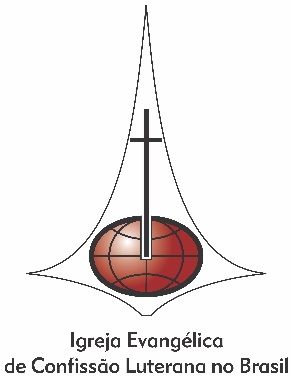 Igreja Evangélica
de Confissão Luterana no Brasil